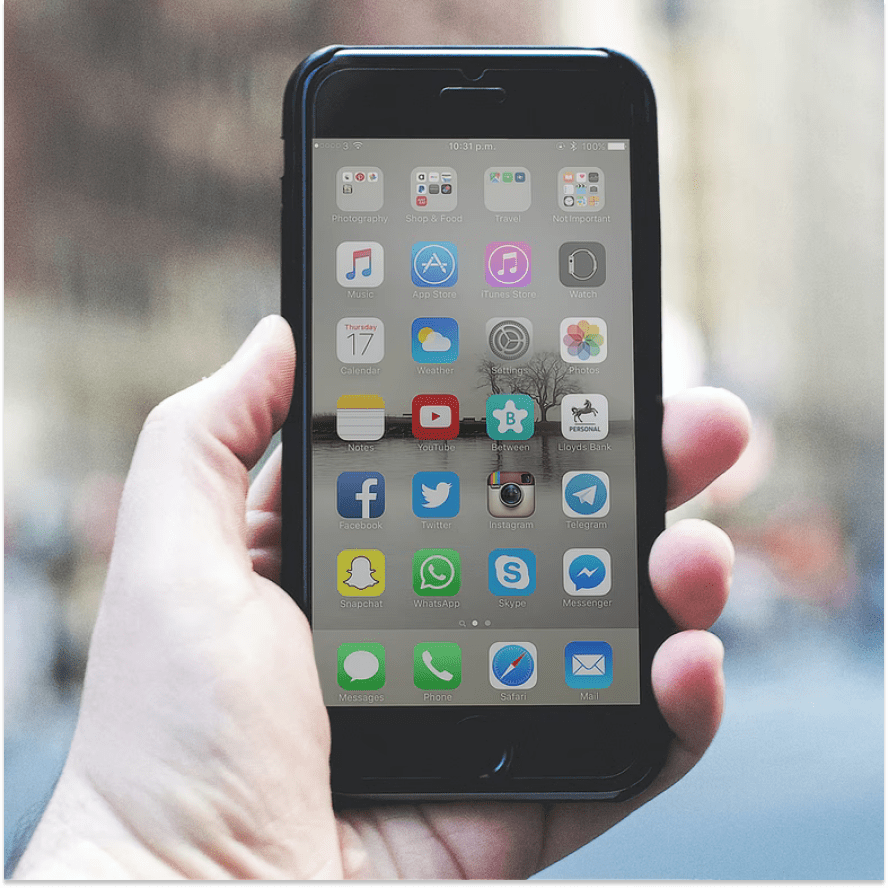 3 10:31 p.m. 100%
Photography Shop & Food Travel Not Important
Music App Store iTunes Store Watch
Thursday
17
Calendar Weather Settings Photos
B PERSONAL
Notes YouTube Between Lloyds Bank
f
Facebook Twitter Instagram Telegram
S
Snapchat WhatsApp Skype Messenger
Messages Phone Safari Mail